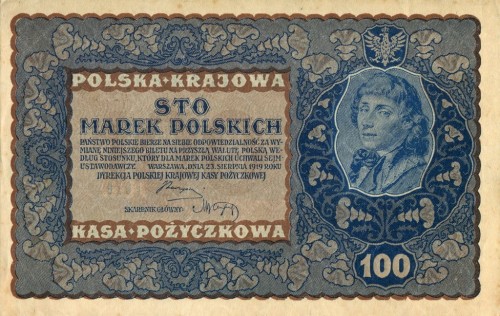 POLSKA KRAJOWA
STO
MAREK POLSKICH
PAŃSTWO POLSKIE BIERZE NA SIEBIE ODPOWIEDZIALNOŚĆ ZA WY-
MIANĘ NINIEJSZEGO BILETU NA PRZYSZŁĄ WALUTĘ POLSKĄ WE-
DŁUG STOSUNKU, KTÓRY DLA MAREK POLSKICH UCHWALI SEJM
USTAWODAWCZY. WARSZAWA, DNIA 23. SIERPNIA 1919 ROKU
DYREKCJA POLSKIEJ KRAJOWEJ KASY POŻYCZKOWEJ
SKARBNIK GŁÓWNY:
KASA POŻYCZKOWA
100